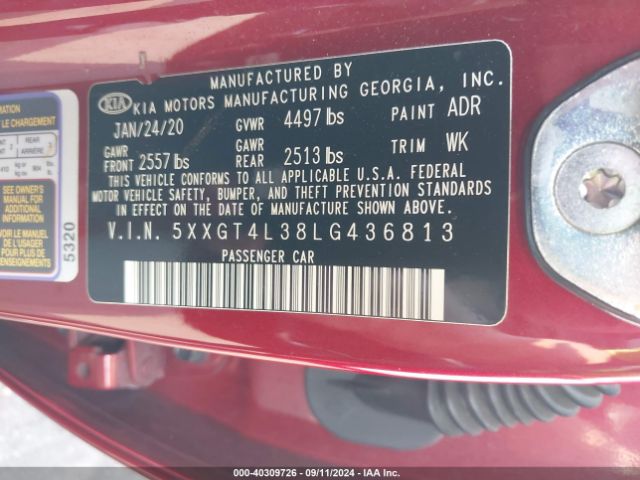 MANUFACTURED BY
KIA KIA MOTORS MANUFACTURING GEORGIA, INC.
JAN/24/20 GVWR 4497 lbs PAINT ADR
GAWR FRONT 2557 lbs GAWR REAR 2513 lbs TRIM WK
THIS VEHICLE CONFORMS TO ALL APPLICABLE U.S.A. FEDERAL
MOTOR VEHICLE SAFETY, BUMPER, AND THEFT PREVENTION STANDARDS
IN EFFECT ON THE DATE OF MANUFACTURE SHOWN ABOVE.
V.I.N. 5XXGT4L38LG436813
PASSENGER CAR
LE CHARGEMENT
REAR
ARRIÈRE
SEE OWNER'S
MANUAL FOR
ADDITIONAL
INFORMATION
VOIR LE MANUEL
DE L'USAGER
POUR PLUS DE
RENSEIGNEMENTS
5320
000-40309726 - 09/11/2024 - IAA Inc.